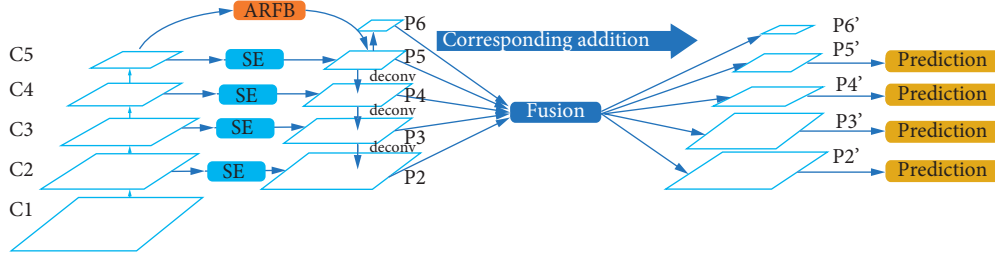 ARFB
P6
P6'
Corresponding addition
C5
SE
P5
P5'
Prediction
deconv
C4
SE
P4
P4'
Prediction
deconv
Fusion
C3
SE
P3
P3'
Prediction
deconv
C2
SE
P2
P2'
Prediction
C1